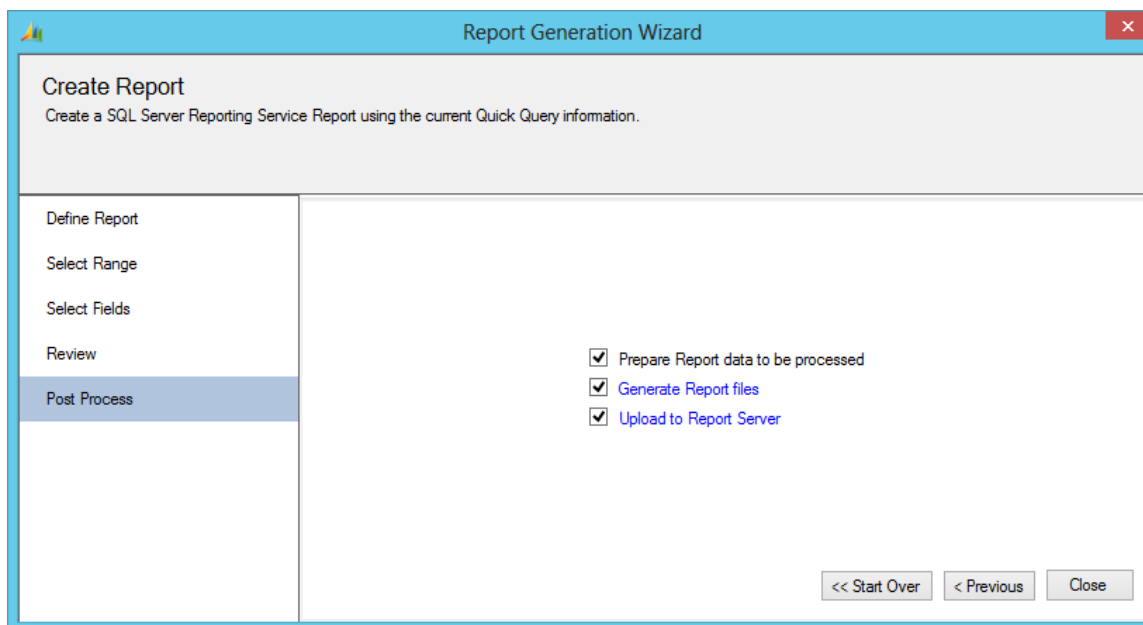 Report Generation Wizard
Create Report
Create a SQL Server Reporting Service Report using the current Quick Query information.
Define Report
Select Range
Select Fields
Review
Post Process
Prepare Report data to be processed
Generate Report files
Upload to Report Server
<< Start Over
< Previous
Close